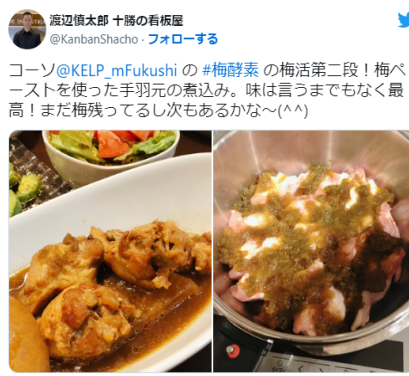 渡辺慎太郎 十勝の看板屋
@KanbanShacho · フォローする
コーソ@KELP_mFukushi の #梅酵素 の梅活第二段！梅ペ
ーストを使った手羽元の煮込み。味は言うまでもなく最
高！まだ梅残ってるし次もあるかな〜(^^)